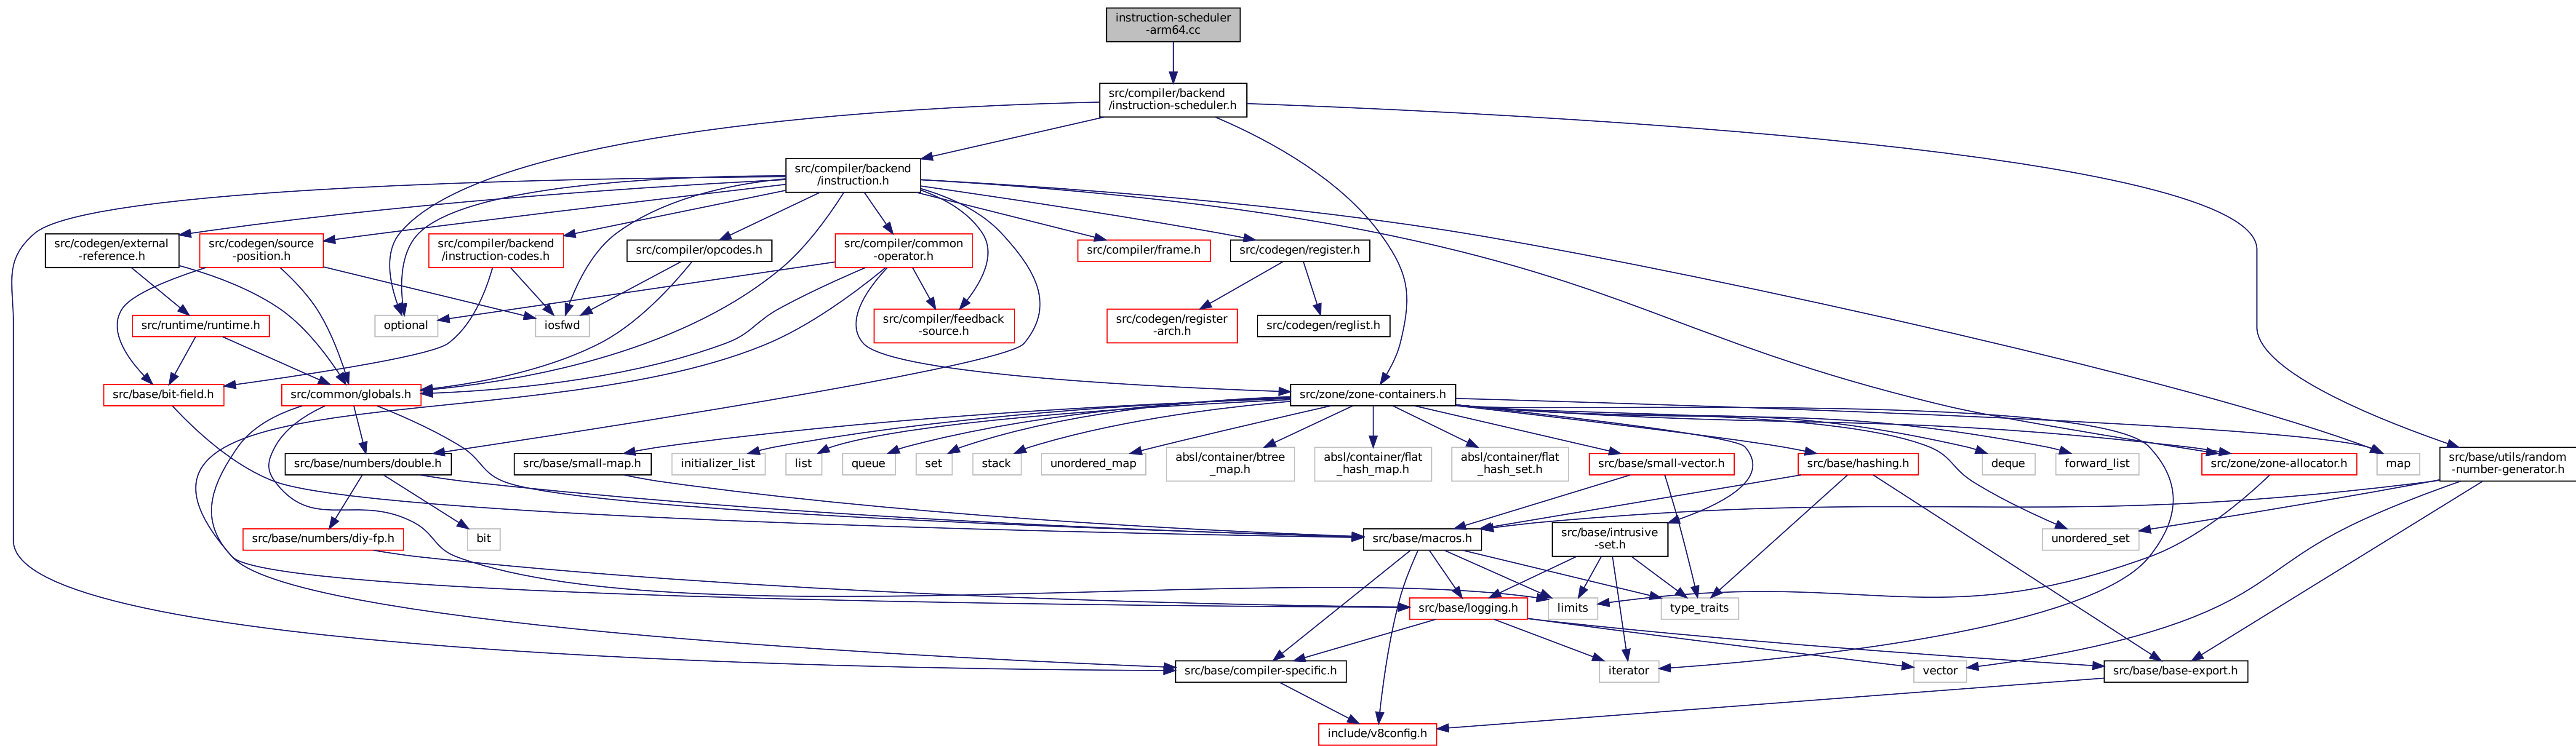 instruction-scheduler
-arm64.cc
src/compiler/backend
/instruction-scheduler.h
src/compiler/backend
/instruction.h
src/codegen/external
-reference.h
src/codegen/source
-position.h
src/compiler/backend
/instruction-codes.h
src/compiler/opcodes.h
src/compiler/common
-operator.h
src/compiler/frame.h
src/codegen/register.h
src/runtime/runtime.h
optional
iosfwd
src/compiler/feedback
-source.h
src/codegen/register
-arch.h
src/codegen/reglist.h
src/base/bit-field.h
src/common/globals.h
src/zone/zone-containers.h
src/base/numbers/double.h
src/base/small-map.h
initializer_list
list
queue
set
stack
unordered_map
absl/container/btree
_map.h
absl/container/flat
_hash_map.h
absl/container/flat
_hash_set.h
src/base/small-vector.h
src/base/hashing.h
deque
forward_list
src/zone/zone-allocator.h
map
src/base/utils/random
-number-generator.h
src/base/numbers/diy-fp.h
bit
src/base/macros.h
src/base/intrusive
-set.h
unordered_set
src/base/logging.h
limits
type_traits
src/base/compiler-specific.h
iterator
vector
src/base/base-export.h
include/v8config.h